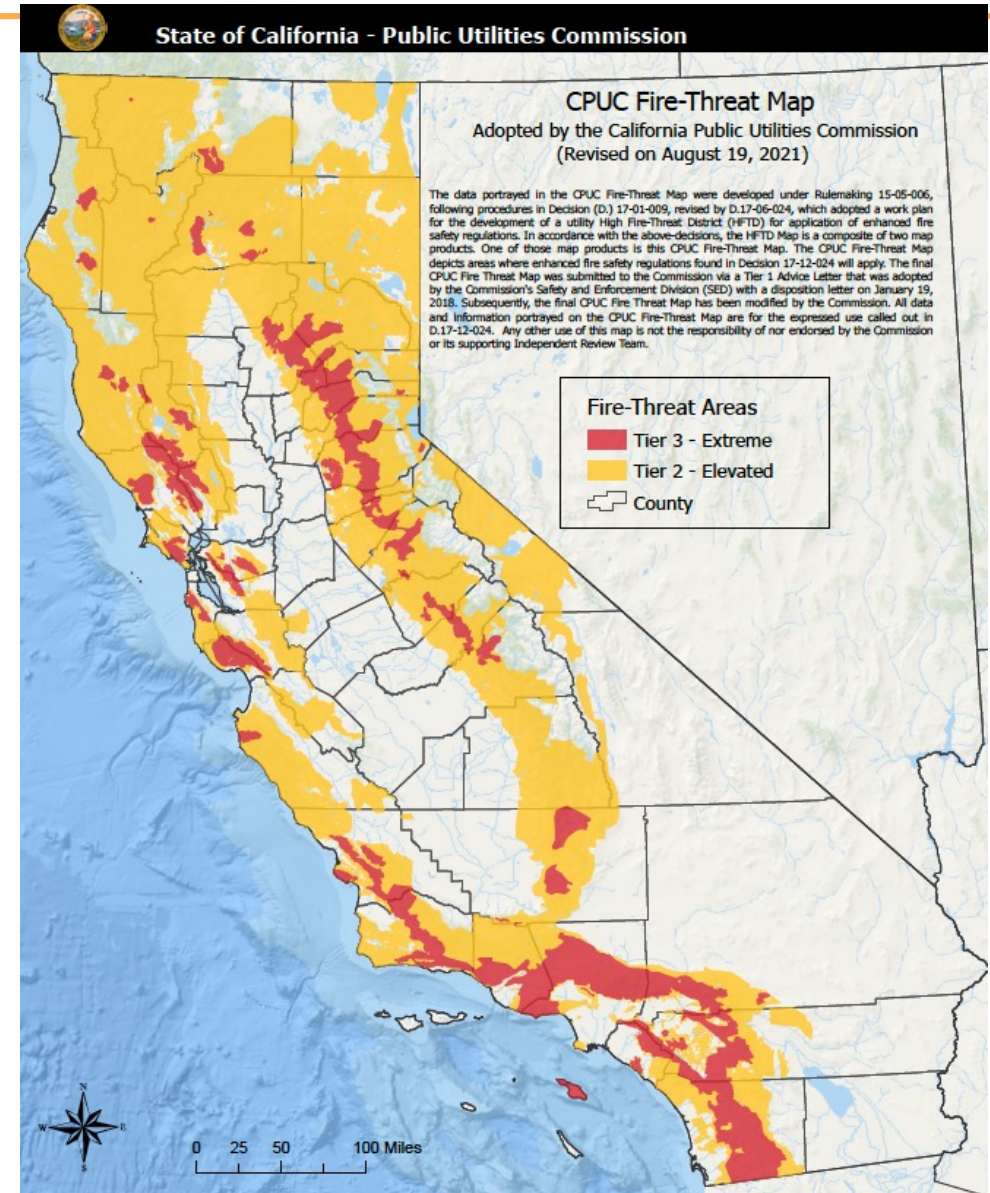 State of California - Public Utilities Commission
CPUC Fire-Threat Map
Adopted by the California Public Utilities Commission
(Revised on August 19, 2021)
The data portrayed in the CPUC Fire-Threat Map were developed under Rulemaking 15-05-006,
following procedures in Decision (D.) 17-01-009, revised by D.17-06-024, which adopted a work plan
for the development of a utility High Fire-Threat District (HFTD) for application of enhanced fire
safety regulations. In accordance with the above-decisions, the HFTD Map is a composite of two map
products. One of those map products is this CPUC Fire-Threat Map. The CPUC Fire-Threat Map
depicts areas where enhanced fire safety regulations found in Decision 17-12-024 will apply. The final
CPUC Fire Threat Map was submitted to the Commission via a Tier 1 Advice Letter that was adopted
by the Commission's Safety and Enforcement Division (SED) with a disposition letter on January 19,
2018. Subsequently, the final CPUC Fire Threat Map has been modified by the Commission. All data
and information portrayed on the CPUC Fire-Threat Map are for the expressed use called out in
D.17-12-024. Any other use of this map is not the responsibility of nor endorsed by the Commission
or its supporting Independent Review Team.
Fire-Threat Areas
Tier 3 - Extreme
Tier 2 - Elevated
County
N
W E
S
0 25 50 100 Miles